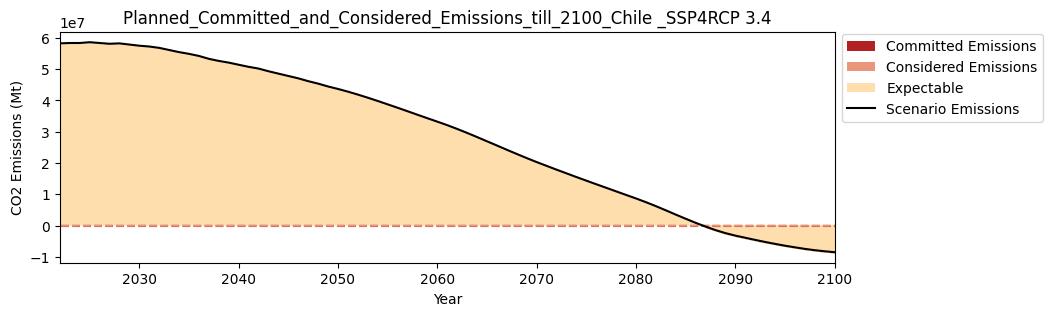 Planned_Committed_and_Considered_Emissions_till_2100_Chile _SSP4RCP 3.4
1e7
6
5
4
3
2
1
0
−1
CO2 Emissions (Mt)
2030 2040 2050 2060 2070 2080 2090 2100
Year
Committed Emissions
Considered Emissions
Expectable
Scenario Emissions